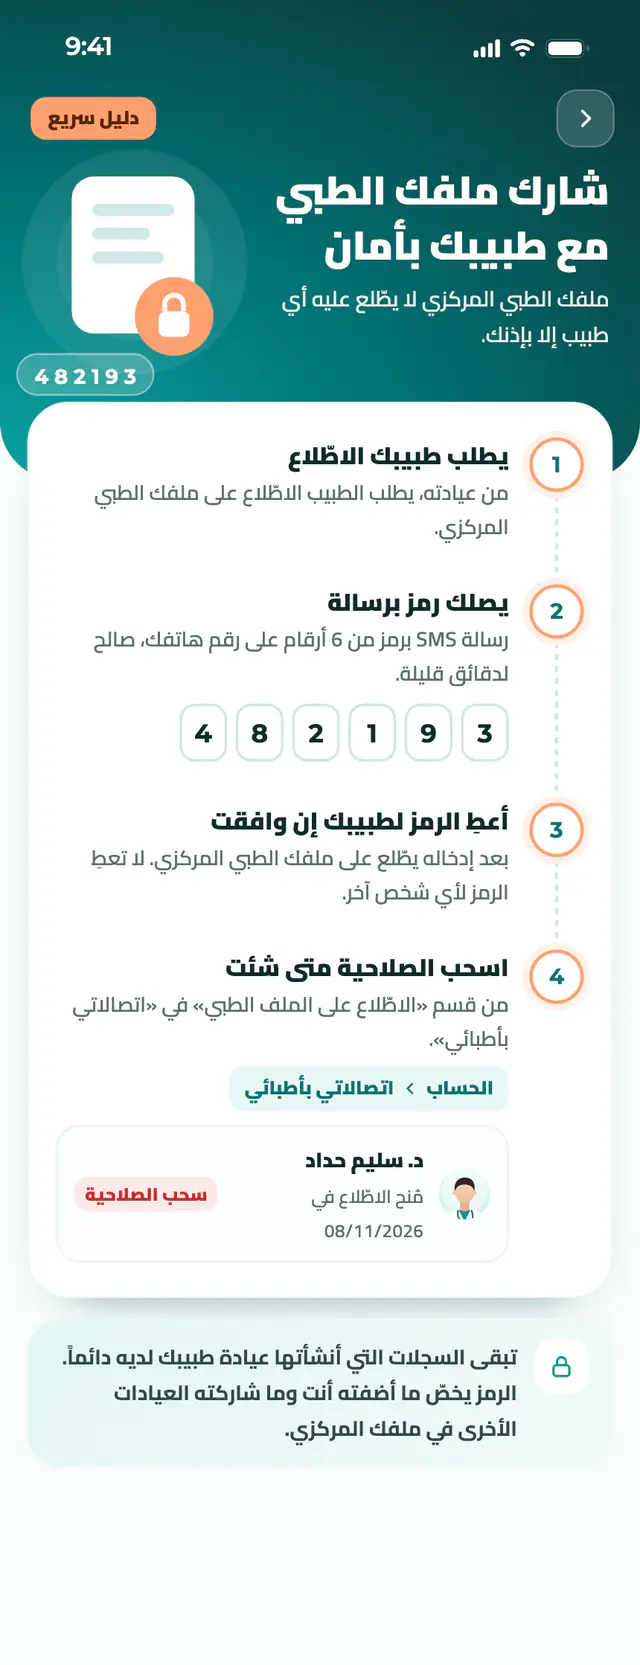 9:41
دليل سريع
شارك ملفك الطبي
مع طبيبك بأمان
ملفك الطبي المركزي لا يطّلع عليه أي
طبيب إلا بإذنك.
482193
1
يطلب طبيبك الاطّلاع
من عيادته، يطلب الطبيب الاطّلاع على ملفك الطبي
المركزي.
2
يصلك رمز برسالة
رسالة SMS برمز من 6 أرقام على رقم هاتفك، صالح
لدقائق قليلة.
4 8 2 1 9 3
3
أعطِ الرمز لطبيبك إن وافقت
بعد إدخاله يطّلع على ملفك الطبي المركزي. لا تعطِ
الرمز لأي شخص آخر.
4
اسحب الصلاحية متى شئت
من قسم «الاطّلاع على الملف الطبي» في «اتصالاتي
بأطبائي».
الحساب › اتصالاتي بأطبائي
د. سليم حداد
مُنح الاطّلاع في
08/11/2026
سحب الصلاحية
تبقى السجلات التي أنشأتها عيادة طبيبك لديه دائماً.
الرمز يخصّ ما أضفته أنت وما شاركته العيادات
الأخرى في ملفك المركزي.